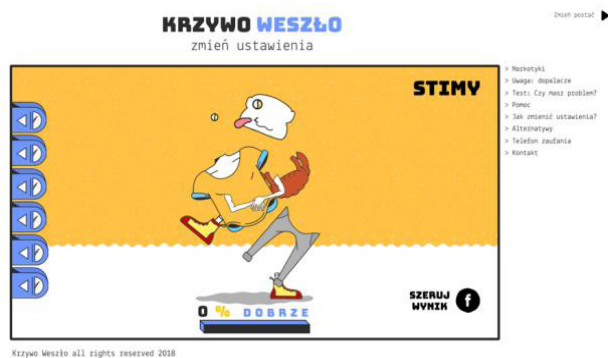 KRZYWO WESZŁO
zmień ustawienia
Zmień postać
STIMY
> Narkotyki
> Uwaga: dopalacze
> Test: Czy masz problem?
> Pomoc
> Jak zmienić ustawienia?
> Alternatywy
> Telefon zaufania
> Kontakt
0 % DOBRZE
SZERUJ
WYNIK
f
Krzywo Weszło all rights reserved 2018